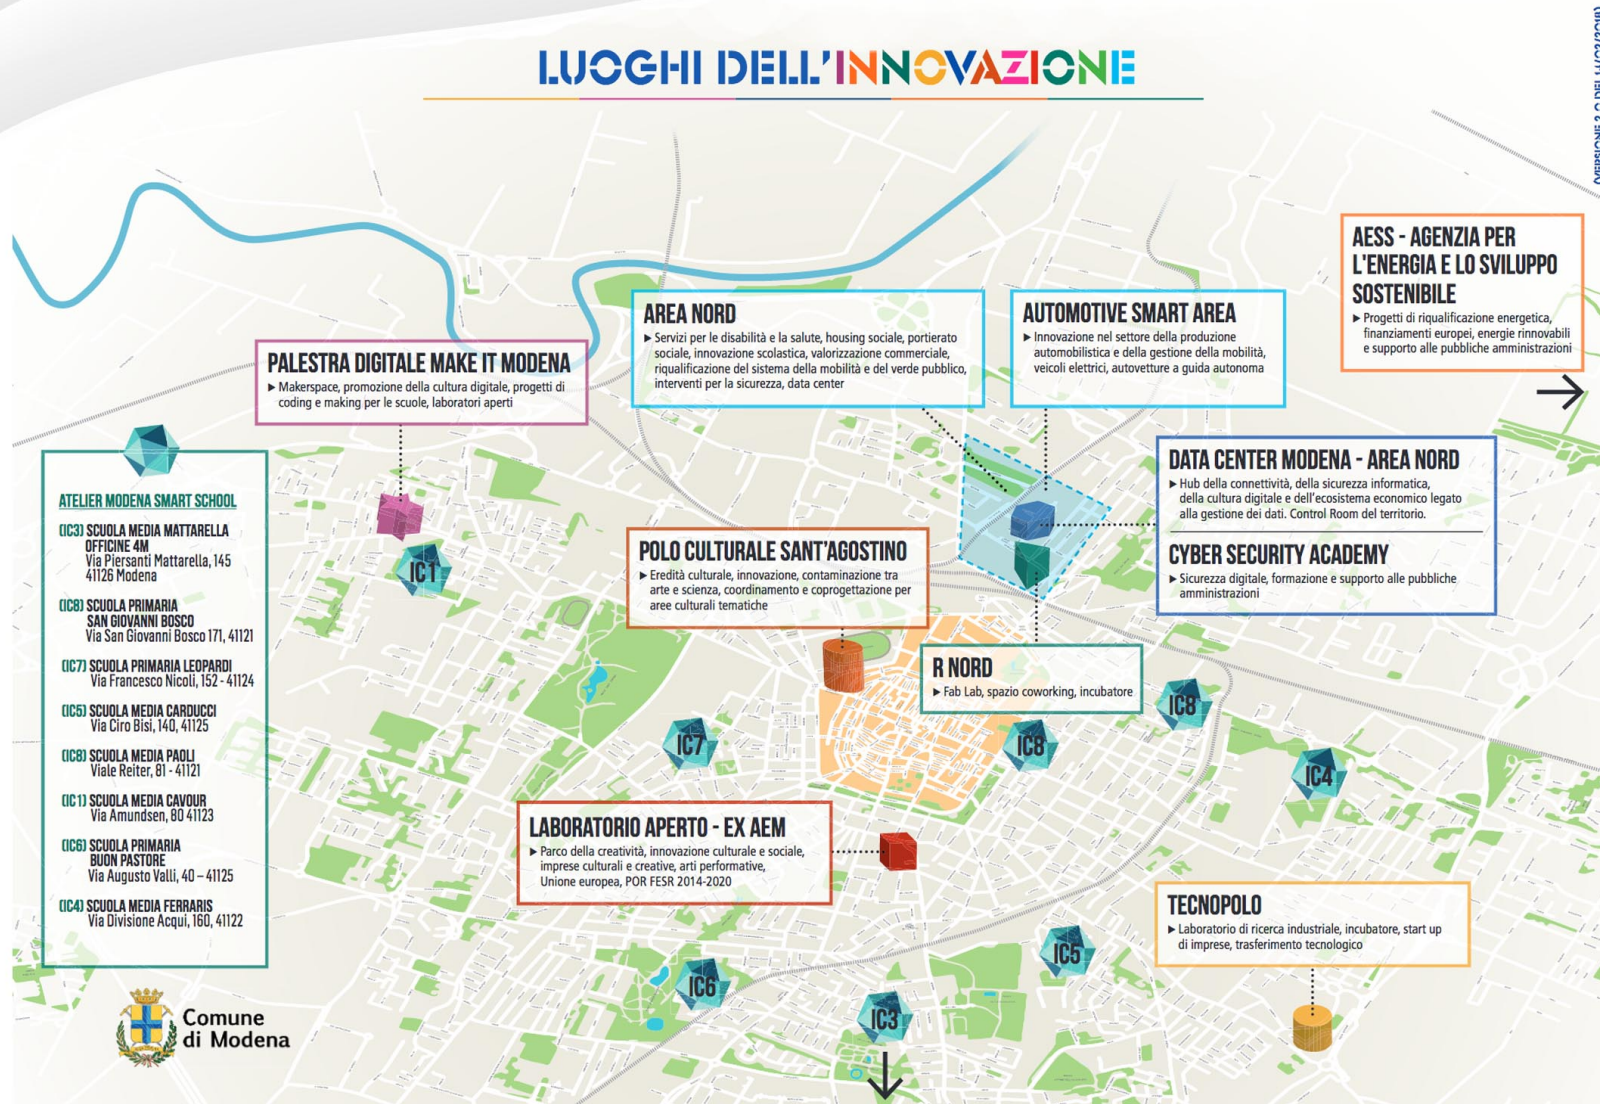 LUOGHI DELL'INNOVAZIONE
(VERSIONE 2.0 DEL 14/03/2018)
AESS - AGENZIA PER
L'ENERGIA E LO SVILUPPO
SOSTENIBILE
▶ Progetti di riqualificazione energetica,
finanziamenti europei, energie rinnovabili
e supporto alle pubbliche amministrazioni
AREA NORD
▶ Servizi per le disabilità e la salute, housing sociale, portierato
sociale, innovazione scolastica, valorizzazione commerciale,
riqualificazione del sistema della mobilità e del verde pubblico,
interventi per la sicurezza, data center
AUTOMOTIVE SMART AREA
▶ Innovazione nel settore della produzione
automobilistica e della gestione della mobilità,
veicoli elettrici, autovetture a guida autonoma
PALESTRA DIGITALE MAKE IT MODENA
▶ Makerspace, promozione della cultura digitale, progetti di
coding e making per le scuole, laboratori aperti
DATA CENTER MODENA - AREA NORD
▶ Hub della connettività, della sicurezza informatica,
della cultura digitale e dell'ecosistema economico legato
alla gestione dei dati. Control Room del territorio.
CYBER SECURITY ACADEMY
▶ Sicurezza digitale, formazione e supporto alle pubbliche
amministrazioni
ATELIER MODENA SMART SCHOOL
(IC3) SCUOLA MEDIA MATTARELLA
OFFICINE 4M
Via Piersanti Mattarella, 145
41126 Modena
(IC8) SCUOLA PRIMARIA
SAN GIOVANNI BOSCO
Via San Giovanni Bosco 171, 41121
(IC7) SCUOLA PRIMARIA LEOPARDI
Via Francesco Nicoli, 152 - 41124
(IC5) SCUOLA MEDIA CARDUCCI
Via Ciro Bisi, 140, 41125
(IC8) SCUOLA MEDIA PAOLI
Viale Reiter, 81 - 41121
(IC1) SCUOLA MEDIA CAVOUR
Via Amundsen, 80 41123
(IC6) SCUOLA PRIMARIA
BUON PASTORE
Via Augusto Valli, 40 – 41125
(IC4) SCUOLA MEDIA FERRARIS
Via Divisione Acqui, 160, 41122
POLO CULTURALE SANT'AGOSTINO
▶ Eredità culturale, innovazione, contaminazione tra
arte e scienza, coordinamento e coprogettazione per
aree culturali tematiche
IC1
R NORD
▶ Fab Lab, spazio coworking, incubatore
IC8
IC7
IC8
IC4
LABORATORIO APERTO - EX AEM
▶ Parco della creatività, innovazione culturale e sociale,
imprese culturali e creative, arti performative,
Unione europea, POR FESR 2014-2020
TECNOPOLO
▶ Laboratorio di ricerca industriale, incubatore, start up
di imprese, trasferimento tecnologico
IC5
IC6
IC3
Comune
di Modena